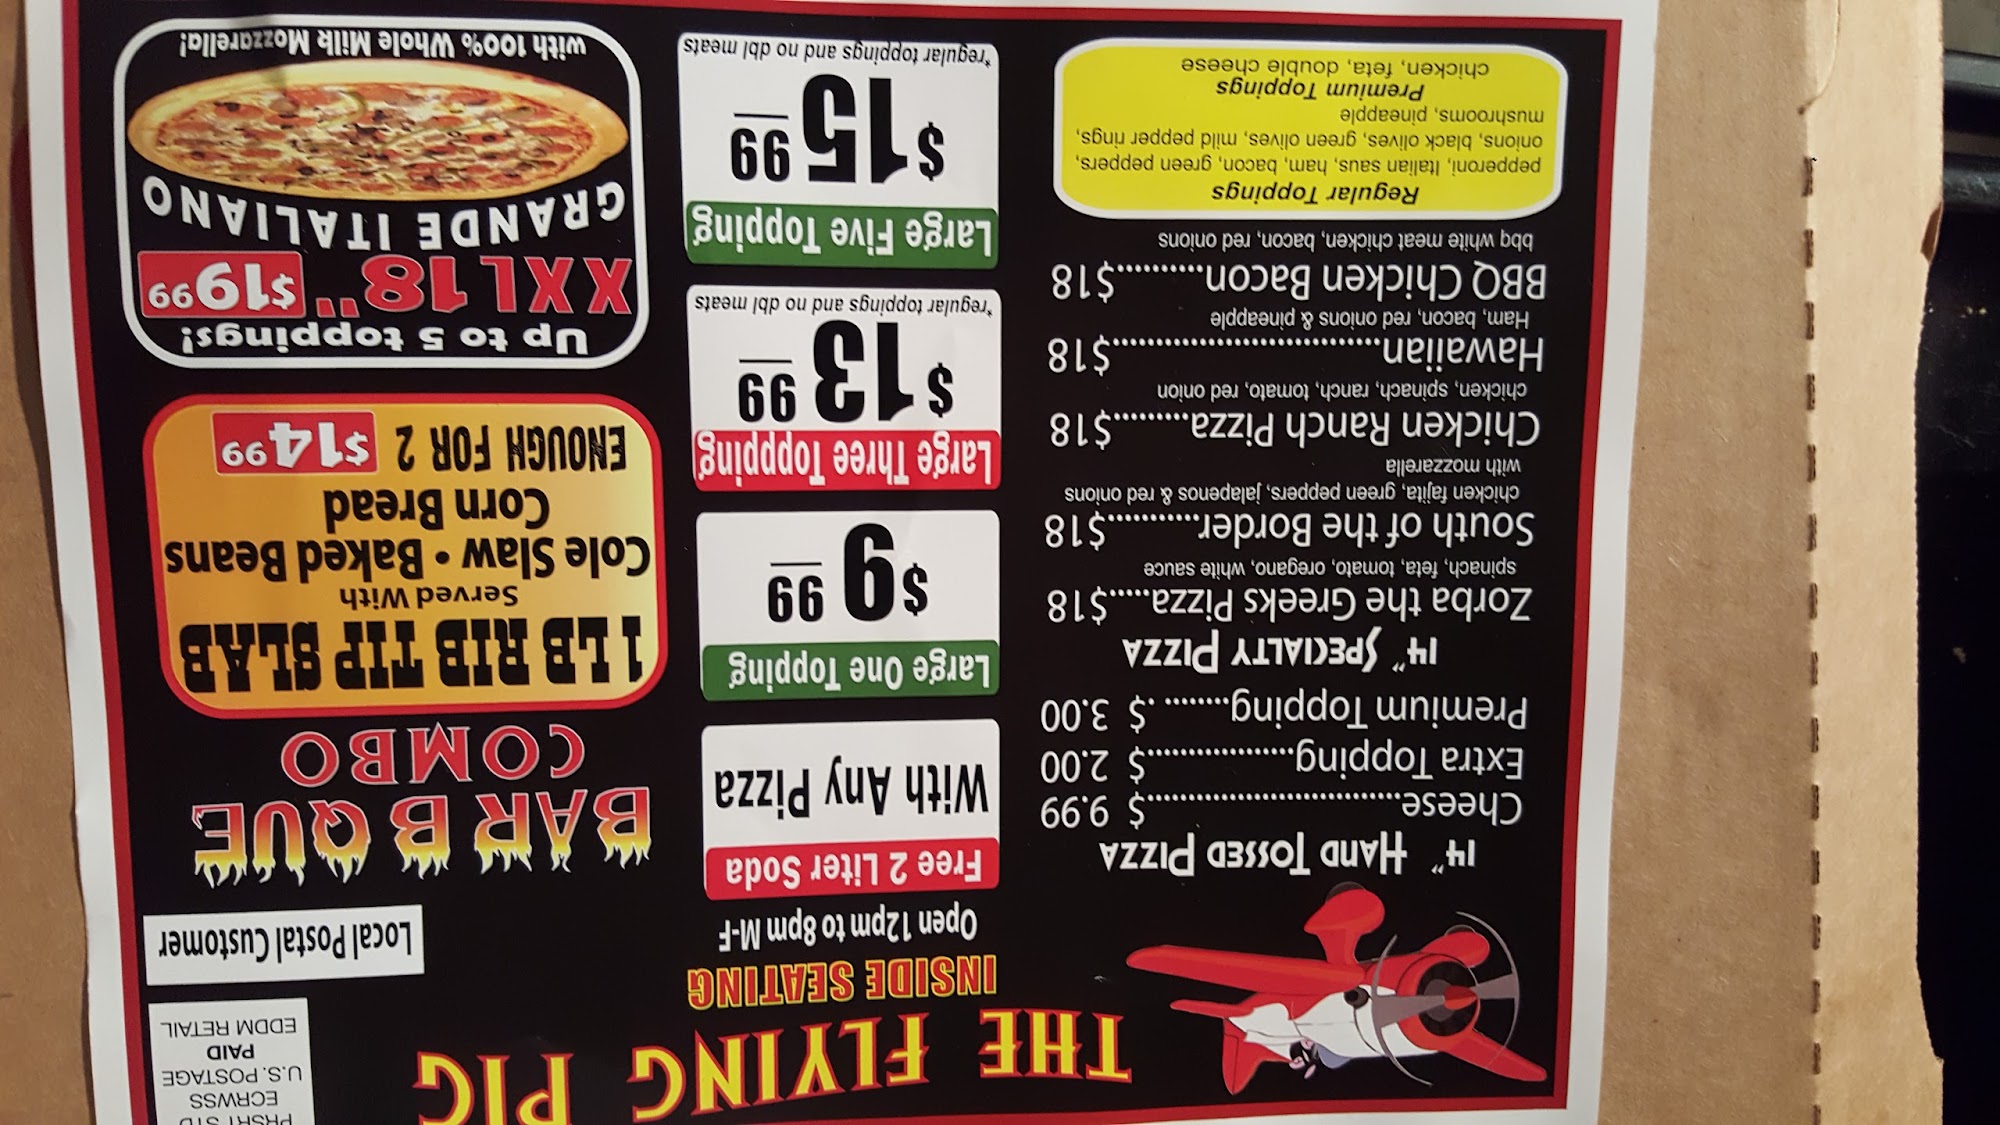 THE FLYING PIG
INSIDE SEATING
Open 12pm to 8pm M-F
PRSRT STD
ECRWSS
U.S. POSTAGE
PAID
EDDM RETAIL
Local Postal Customer
14" HAND TOSSED PIZZA
Cheese...............................$ 9.99
Extra Topping..................$ 2.00
Premium Topping........ .$ 3.00
14" SPECIALTY PIZZA
Zorba the Greeks Pizza.....$18
spinach, feta, tomato, oregano, white sauce
South of the Border............$18
chicken fajita, green peppers, jalapenos & red onions
with mozzarella
Chicken Ranch Pizza.........$18
chicken, spinach, ranch, tomato, red onion
Hawaiian.................................$18
Ham, bacon, red onions & pineapple
BBQ Chicken Bacon...........$18
bbq white meat chicken, bacon, red onions
Regular Toppings
pepperoni, Italian saus, ham, bacon, green peppers,
onions, black olives, green olives, mild pepper rings,
mushrooms, pineapple
Premium Toppings
chicken, feta, double cheese
Free 2 Liter Soda
With Any Pizza
Large One Topping
$9 99
Large Three Topping
$13 99
*regular toppings and no dbl meats
Large Five Topping
$15 99
*regular toppings and no dbl meats
BAR B QUE
COMBO
1 LB RIB TIP SLAB
Served With
Cole Slaw • Baked Beans
Corn Bread
ENOUGH FOR 2 $14.99
Up to 5 toppings!
XXL 18" $19.99
GRANDE ITALIANO
with 100% Whole Milk Mozzarella!